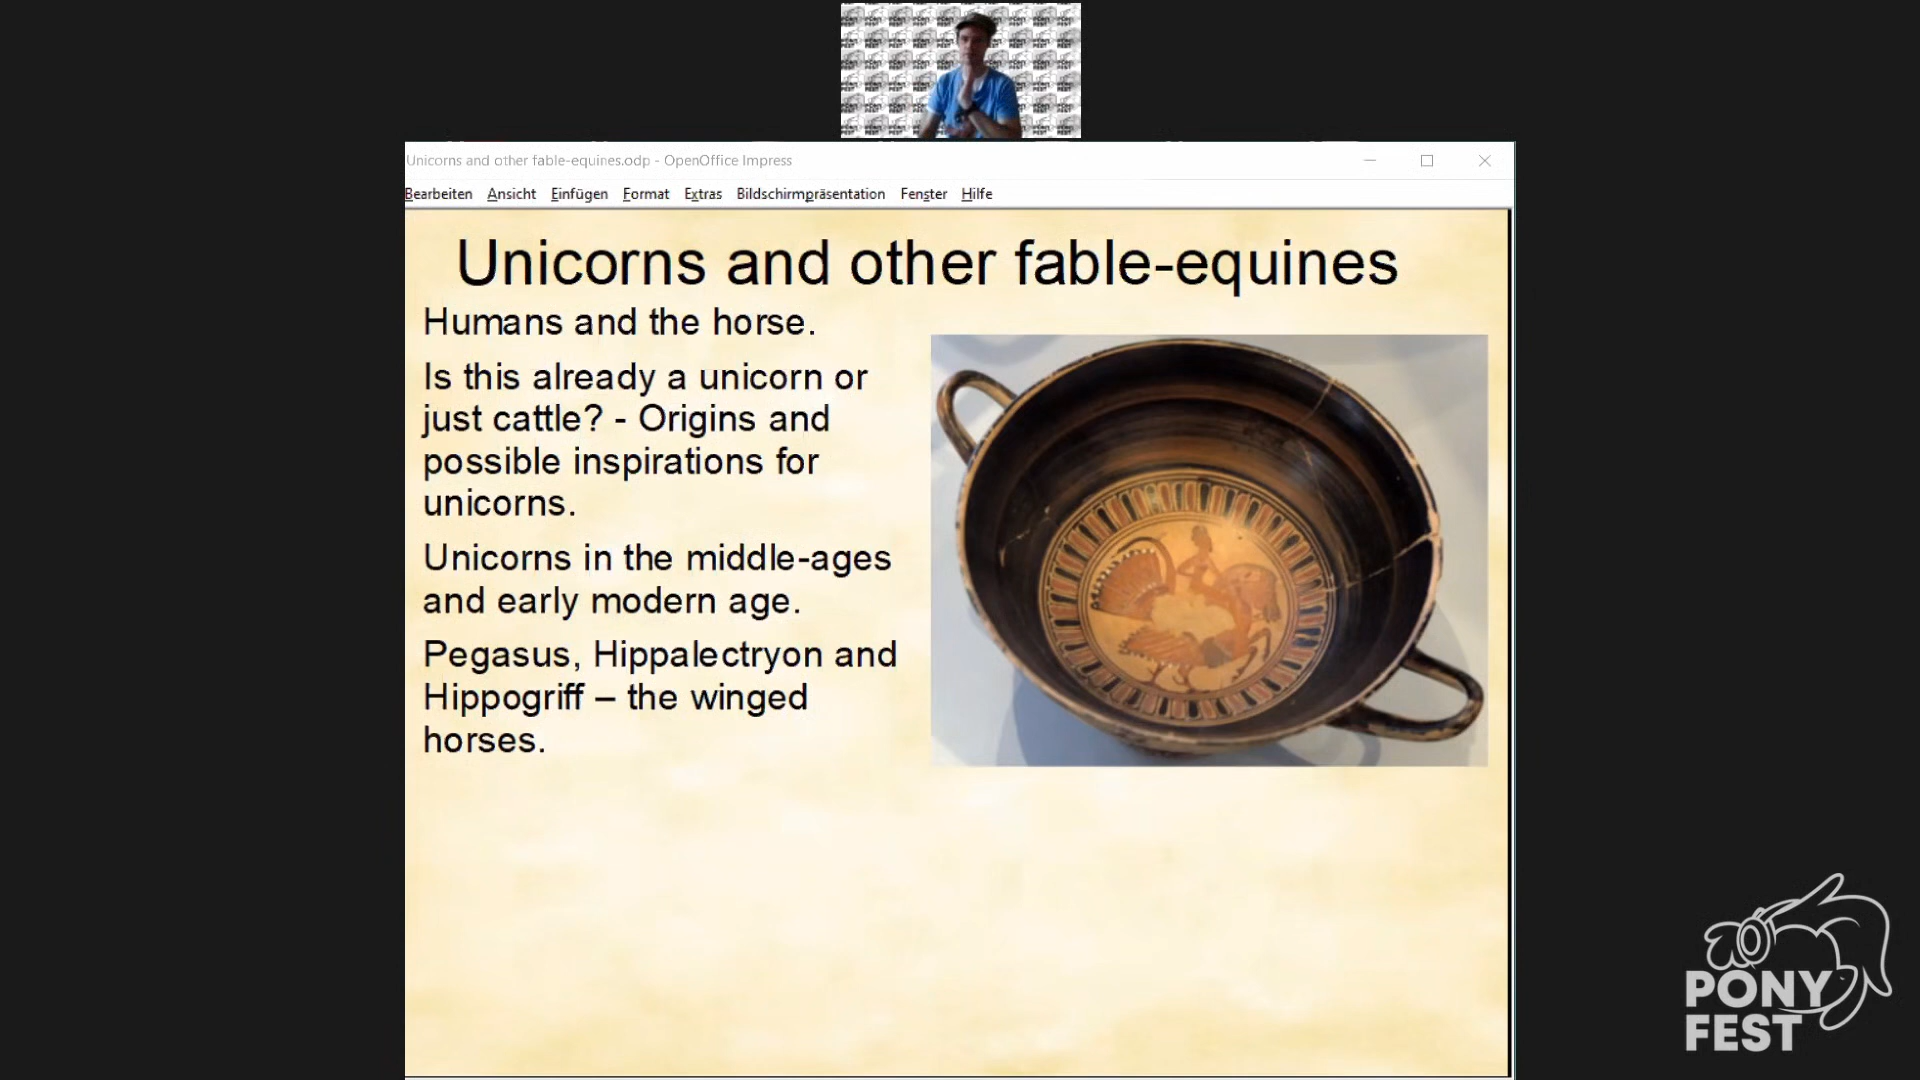 Unicorns and other fable-equines.odp - OpenOffice Impress
Bearbeiten Ansicht Einfügen Format Extras Bildschirmpräsentation Fenster Hilfe
Unicorns and other fable-equines
Humans and the horse.
Is this already a unicorn or
just cattle? - Origins and
possible inspirations for
unicorns.
Unicorns in the middle-ages
and early modern age.
Pegasus, Hippalectryon and
Hippogriff – the winged
horses.
PONY
FEST